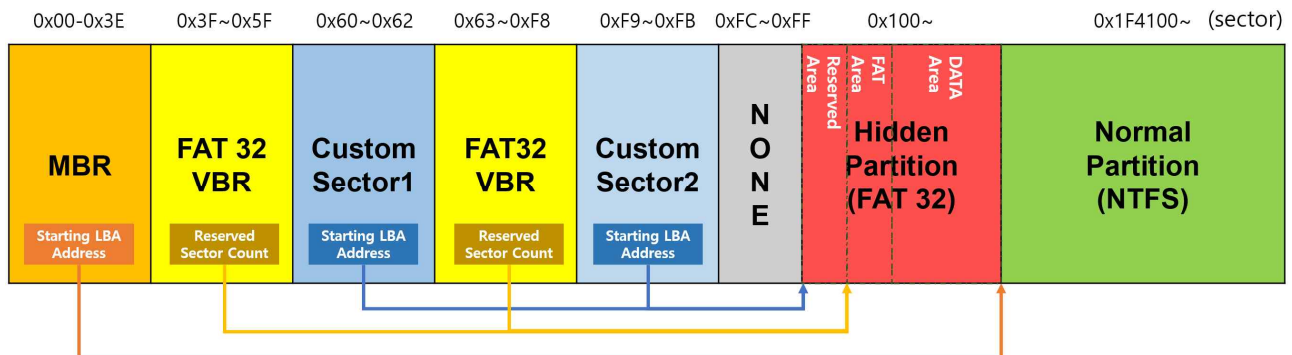 0x00-0x3E
0x3F~0x5F
0x60~0x62
0x63~0xF8
0xF9~0xFB
0xFC~0xFF
0x100~
0x1F4100~
(sector)
MBR
Starting LBA
Address
FAT 32
VBR
Reserved
Sector Count
Custom
Sector1
Starting LBA
Address
FAT32
VBR
Reserved
Sector Count
Custom
Sector2
Starting LBA
Address
N
O
N
E
Reserved
Area
FAT
Area
DATA
Area
Hidden
Partition
(FAT 32)
Normal
Partition
(NTFS)